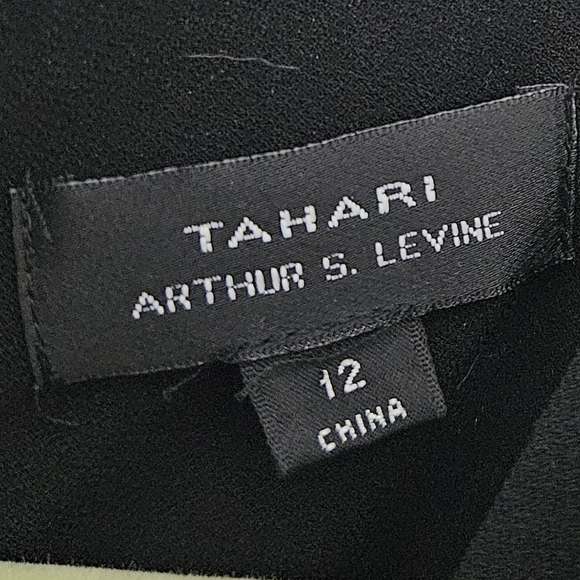 TAHARI
ARTHUR S. LEVINE
12
CHINA